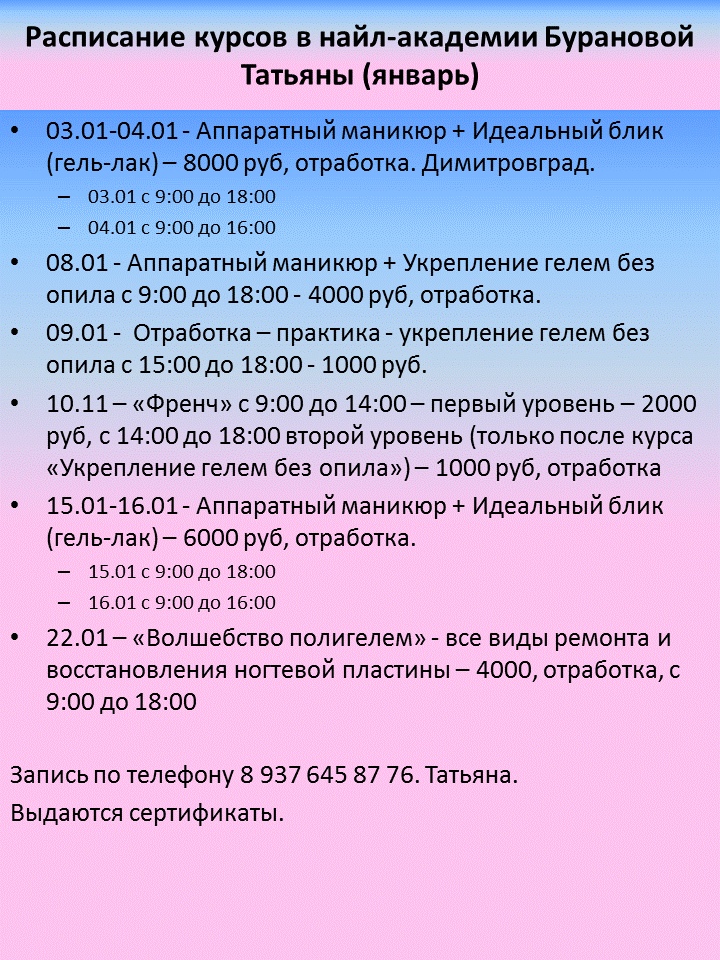 Расписание курсов в найл-академии Бурановой
Татьяны (январь)
• 03.01-04.01 - Аппаратный маникюр + Идеальный блик
(гель-лак) – 8000 руб, отработка. Димитровград.
– 03.01 с 9:00 до 18:00
– 04.01 с 9:00 до 16:00
• 08.01 - Аппаратный маникюр + Укрепление гелем без
опила с 9:00 до 18:00 - 4000 руб, отработка.
• 09.01 - Отработка – практика - укрепление гелем без
опила с 15:00 до 18:00 - 1000 руб.
• 10.11 – «Френч» с 9:00 до 14:00 – первый уровень – 2000
руб, с 14:00 до 18:00 второй уровень (только после курса
«Укрепление гелем без опила») – 1000 руб, отработка
• 15.01-16.01 - Аппаратный маникюр + Идеальный блик
(гель-лак) – 6000 руб, отработка.
– 15.01 с 9:00 до 18:00
– 16.01 с 9:00 до 16:00
• 22.01 – «Волшебство полигелем» - все виды ремонта и
восстановления ногтевой пластины – 4000, отработка, с
9:00 до 18:00
Запись по телефону 8 937 645 87 76. Татьяна.
Выдаются сертификаты.